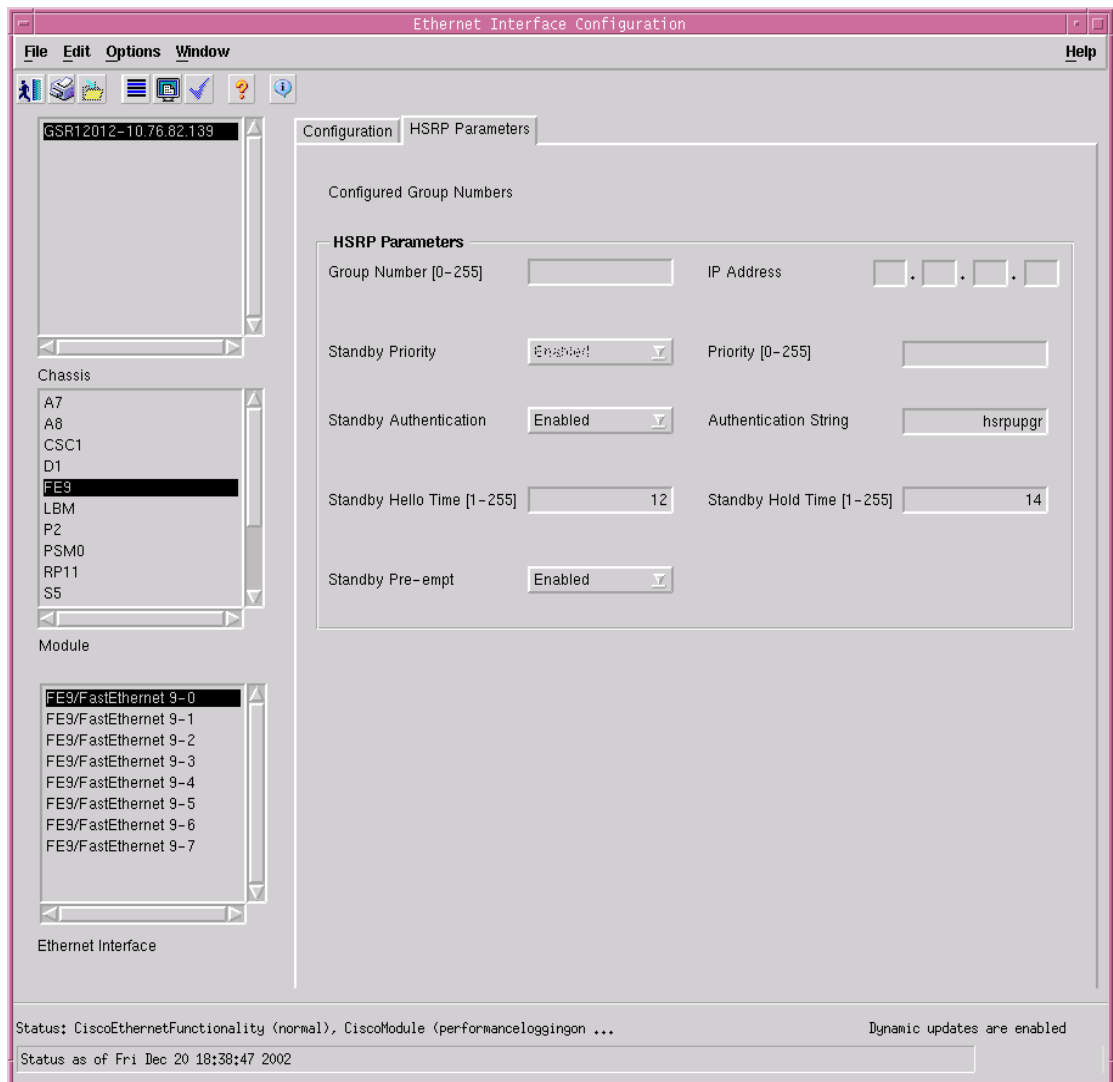 Ethernet Interface Configuration
File Edit Options Window Help
GSR12012-10.76.82.139
Chassis
A7
A8
CSC1
D1
FE9
LBM
P2
PSM0
RP11
S5
Module
FE9/FastEthernet 9-0
FE9/FastEthernet 9-1
FE9/FastEthernet 9-2
FE9/FastEthernet 9-3
FE9/FastEthernet 9-4
FE9/FastEthernet 9-5
FE9/FastEthernet 9-6
FE9/FastEthernet 9-7
Ethernet Interface
Configuration HSRP Parameters
Configured Group Numbers
HSRP Parameters
Group Number [0-255] IP Address . . .
Standby Priority Enabled Priority [0-255]
Standby Authentication Enabled Authentication String hsrpupgr
Standby Hello Time [1-255] 12 Standby Hold Time [1-255] 14
Standby Pre-empt Enabled
Status: CiscoEthernetFunctionality (normal), CiscoModule (performanceloggingon ... Dynamic updates are enabled
Status as of Fri Dec 20 18:38:47 2002